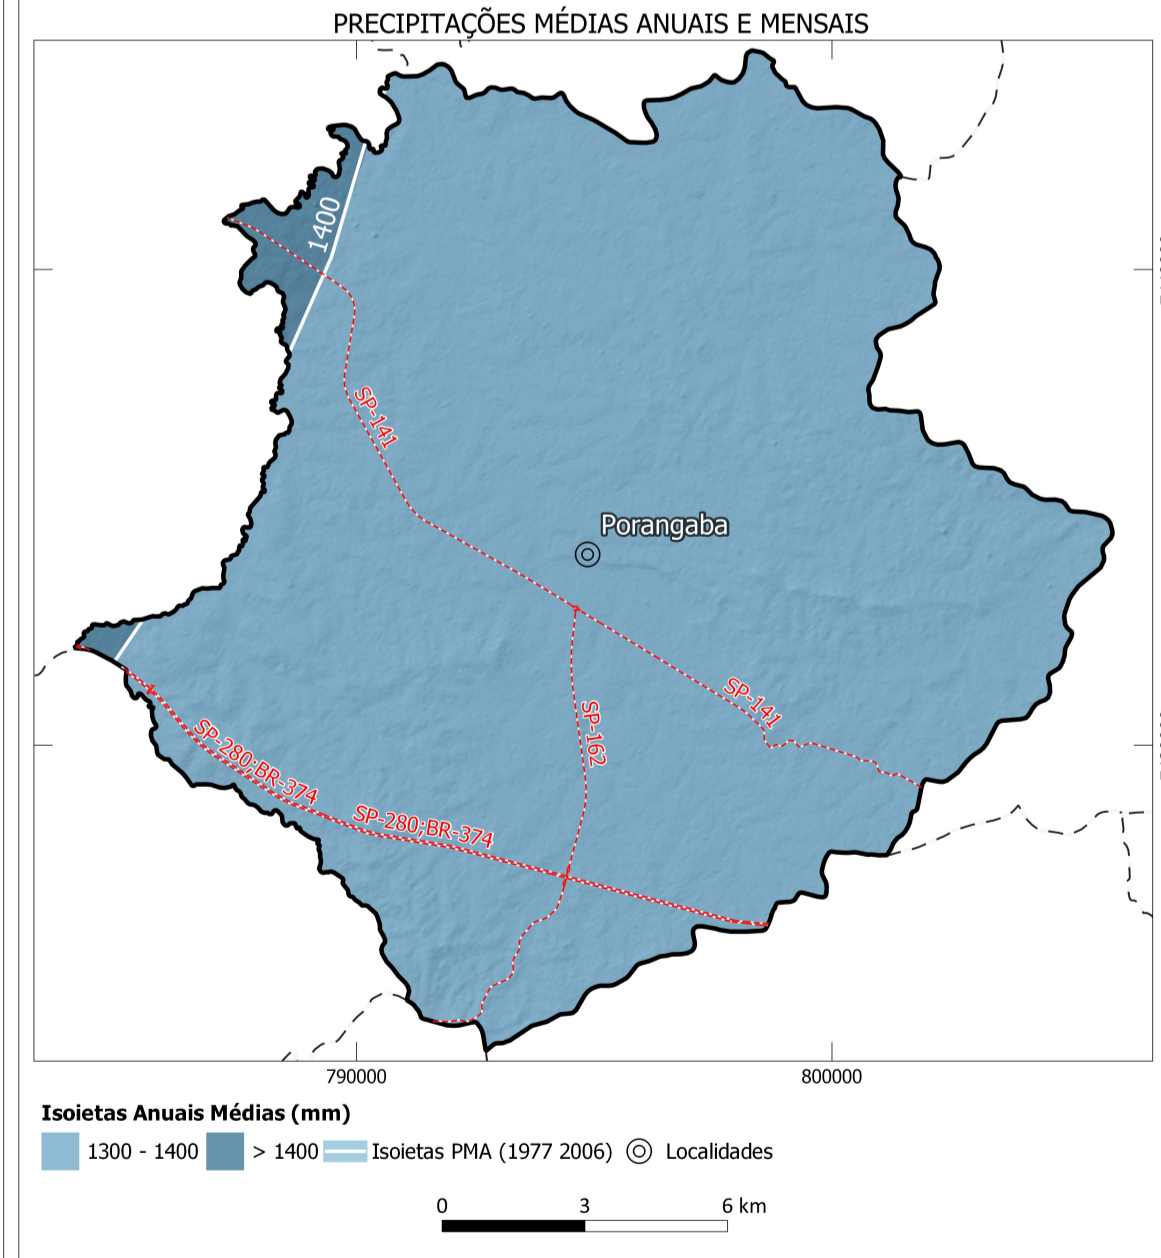 PRECIPITAÇÕES MÉDIAS ANUAIS E MENSAIS
1400
SP-141
Porangaba
SP-141
SP-162
SP-280;BR-374
SP-280;BR-374
790000
800000
Isoietas Anuais Médias (mm)
1300 - 1400 > 1400 Isoietas PMA (1977 2006) Localidades
0 3 6 km